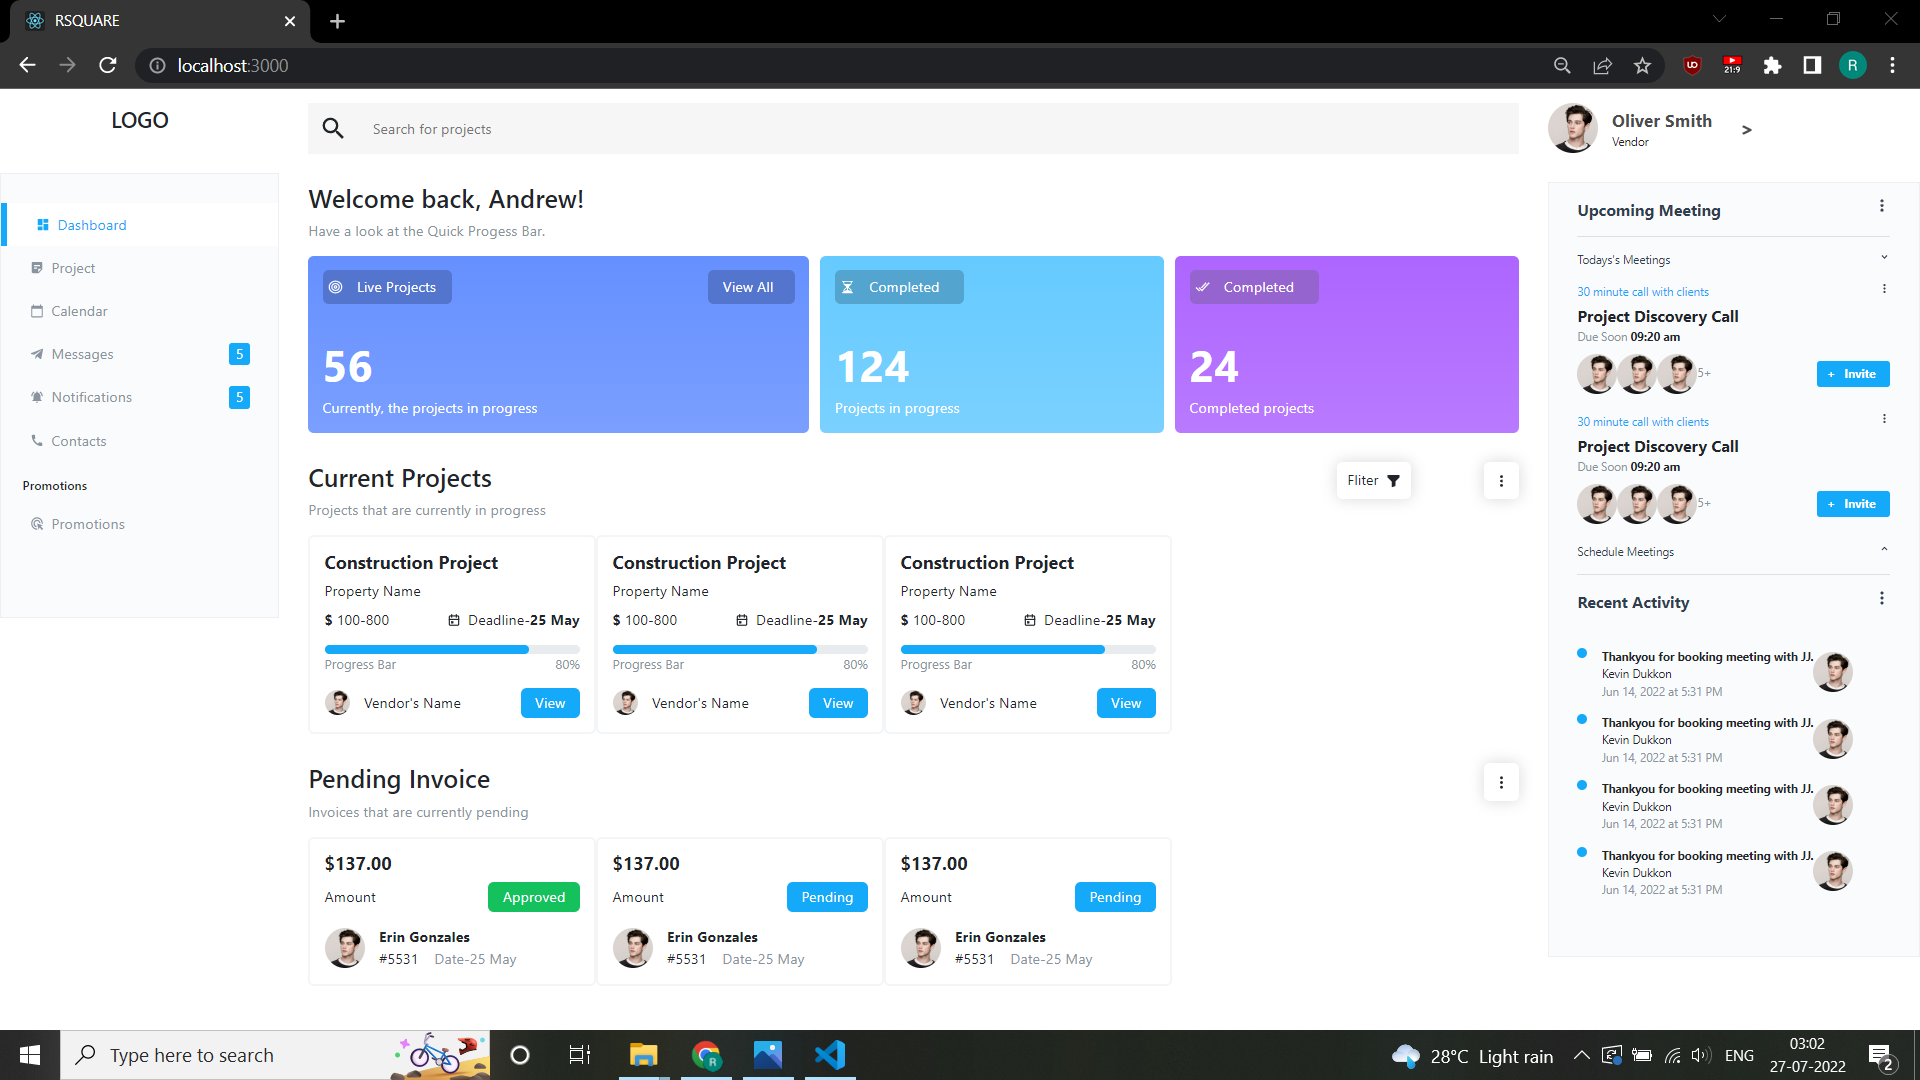 RSQUARE
localhost:3000
21:9
R
LOGO
Search for projects
Oliver Smith
Vendor
>
Dashboard
Project
Calendar
Messages 5
Notifications 5
Contacts
Promotions
Promotions
Welcome back, Andrew!
Have a look at the Quick Progess Bar.
Live Projects View All
56
Currently, the projects in progress
Completed
124
Projects in progress
Completed
24
Completed projects
Current Projects
Projects that are currently in progress
Fliter
Construction Project
Property Name
$ 100-800 Deadline-25 May
Progress Bar 80%
Vendor's Name View
Construction Project
Property Name
$ 100-800 Deadline-25 May
Progress Bar 80%
Vendor's Name View
Construction Project
Property Name
$ 100-800 Deadline-25 May
Progress Bar 80%
Vendor's Name View
Pending Invoice
Invoices that are currently pending
$137.00
Amount Approved
Erin Gonzales
#5531 Date-25 May
$137.00
Amount Pending
Erin Gonzales
#5531 Date-25 May
$137.00
Amount Pending
Erin Gonzales
#5531 Date-25 May
Upcoming Meeting
Todays's Meetings
30 minute call with clients
Project Discovery Call
Due Soon 09:20 am
5+ + Invite
30 minute call with clients
Project Discovery Call
Due Soon 09:20 am
5+ + Invite
Schedule Meetings
Recent Activity
Thankyou for booking meeting with JJ.
Kevin Dukkon
Jun 14, 2022 at 5:31 PM
Thankyou for booking meeting with JJ.
Kevin Dukkon
Jun 14, 2022 at 5:31 PM
Thankyou for booking meeting with JJ.
Kevin Dukkon
Jun 14, 2022 at 5:31 PM
Thankyou for booking meeting with JJ.
Kevin Dukkon
Jun 14, 2022 at 5:31 PM
Type here to search
R
28°C Light rain
ENG
03:02
27-07-2022
2